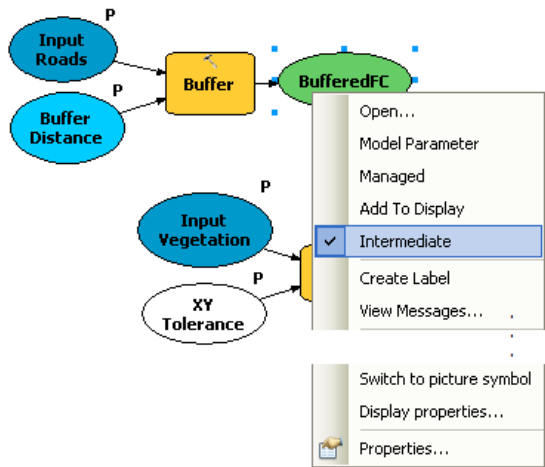 P
Input
Roads
P
Buffer
Distance
Buffer
BufferedFC
Open...
Model Parameter
Managed
Add To Display
Intermediate
Create Label
View Messages...
Switch to picture symbol
Display properties...
Properties...
P
Input
Vegetation
P
XY
Tolerance